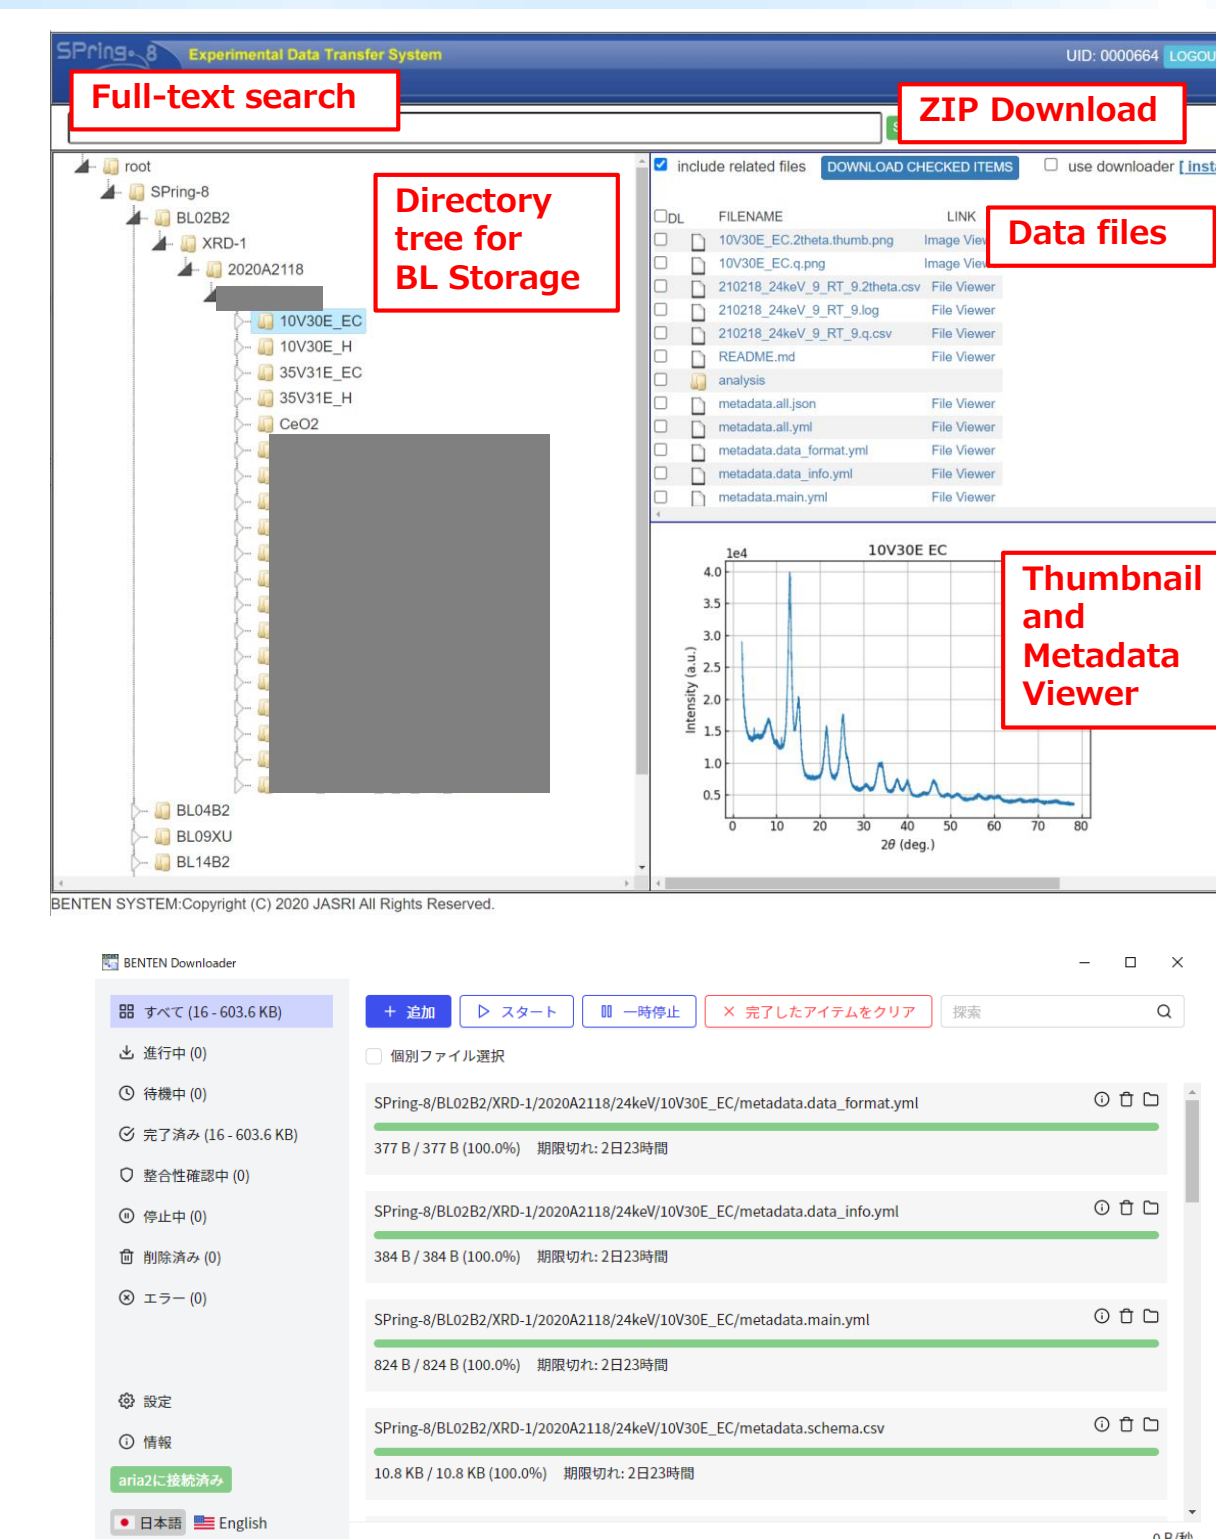 SPring-8 Experimental Data Transfer System UID: 0000664 LOGOU
Full-text search
ZIP Download
root
SPring-8
BL02B2
XRD-1
2020A2118
10V30E_EC
10V30E_H
35V31E_EC
35V31E_H
CeO2
BL04B2
BL09XU
BL14B2
Directory
tree for
BL Storage
include related files DOWNLOAD CHECKED ITEMS use downloader [ insta
DL FILENAME LINK
Data files
10V30E_EC.2theta.thumb.png Image View
10V30E_EC.q.png Image View
210218_24keV_9_RT_9.2theta.csv File Viewer
210218_24keV_9_RT_9.log File Viewer
210218_24keV_9_RT_9.q.csv File Viewer
README.md File Viewer
analysis
metadata.all.json File Viewer
metadata.all.yml File Viewer
metadata.data_format.yml File Viewer
metadata.data_info.yml File Viewer
metadata.main.yml File Viewer
1e4 10V30E EC
4.0
3.5
3.0
2.5
2.0
1.5
1.0
0.5
Intensity (a.u.)
0 10 20 30 40 50 60 70 80
2θ (deg.)
Thumbnail
and
Metadata
Viewer
BENTEN SYSTEM:Copyright (C) 2020 JASRI All Rights Reserved.
BENTEN Downloader
すべて (16 - 603.6 KB)
進行中 (0)
待機中 (0)
完了済み (16 - 603.6 KB)
整合性確認中 (0)
停止中 (0)
削除済み (0)
エラー (0)
設定
情報
aria2に接続済み
日本語 English
追加 スタート 一時停止 完了したアイテムをクリア 探索
個別ファイル選択
SPring-8/BL02B2/XRD-1/2020A2118/24keV/10V30E_EC/metadata.data_format.yml
377 B / 377 B (100.0%) 期限切れ: 2日23時間
SPring-8/BL02B2/XRD-1/2020A2118/24keV/10V30E_EC/metadata.data_info.yml
384 B / 384 B (100.0%) 期限切れ: 2日23時間
SPring-8/BL02B2/XRD-1/2020A2118/24keV/10V30E_EC/metadata.main.yml
824 B / 824 B (100.0%) 期限切れ: 2日23時間
SPring-8/BL02B2/XRD-1/2020A2118/24keV/10V30E_EC/metadata.schema.csv
10.8 KB / 10.8 KB (100.0%) 期限切れ: 2日23時間
0 B/秒